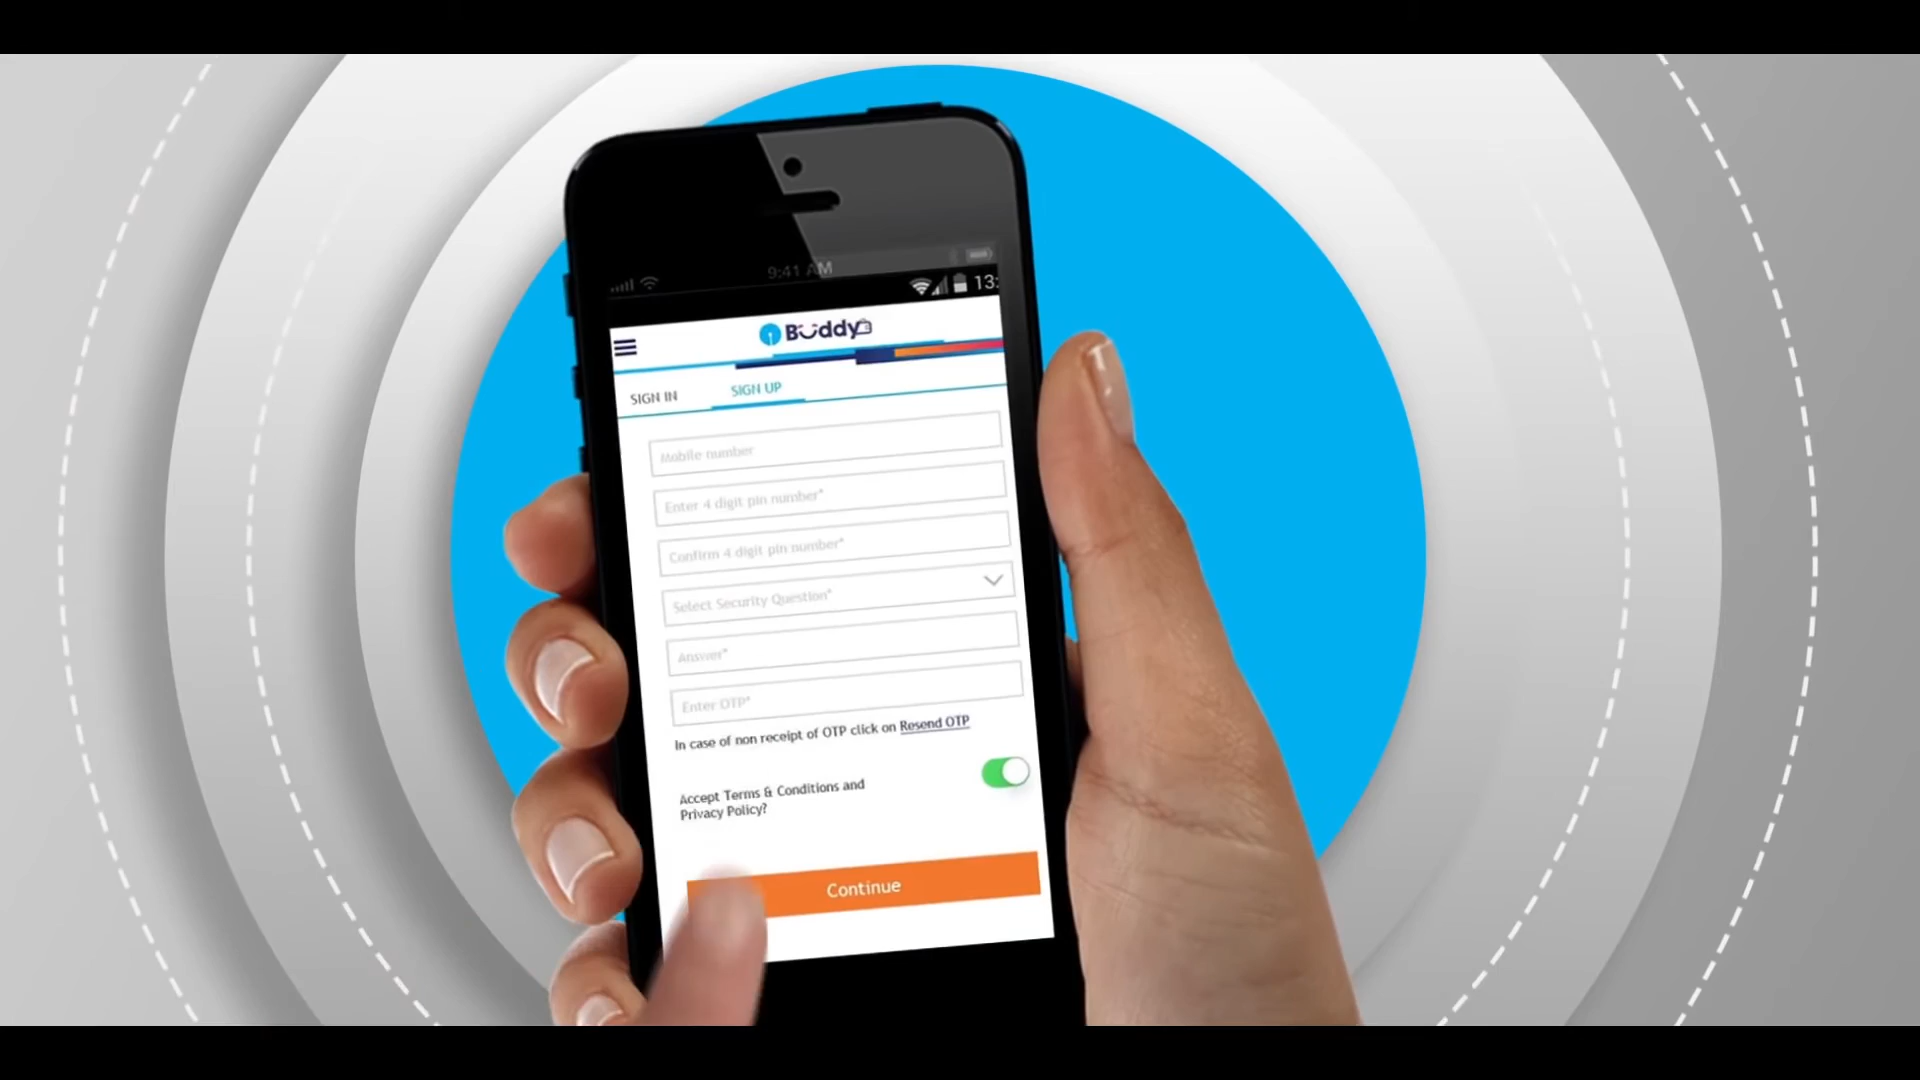 9:41 AM
13:
Buddy
SIGN IN
SIGN UP
Mobile number
Enter 4 digit pin number*
Confirm 4 digit pin number*
Select Security Question*
Answer*
Enter OTP*
In case of non receipt of OTP click on Resend OTP
Accept Terms & Conditions and
Privacy Policy?
Continue